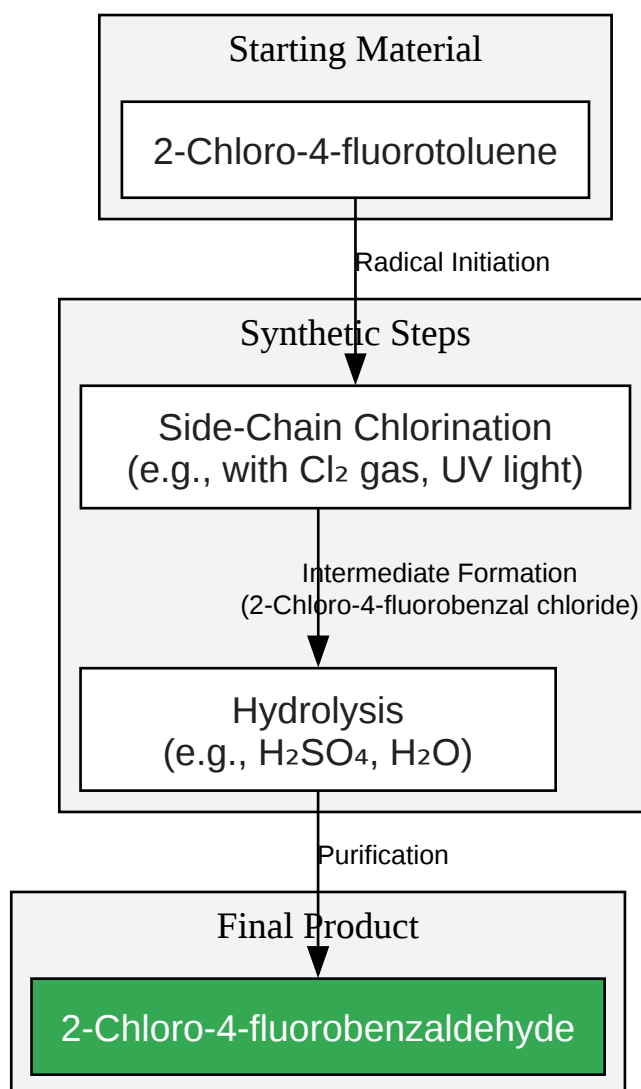 Starting Material
2-Chloro-4-fluorotoluene
Radical Initiation
Synthetic Steps
Side-Chain Chlorination
(e.g., with Cl₂ gas, UV light)
Intermediate Formation
(2-Chloro-4-fluorobenzal chloride)
Hydrolysis
(e.g., H₂SO₄, H₂O)
Purification
Final Product
2-Chloro-4-fluorobenzaldehyde